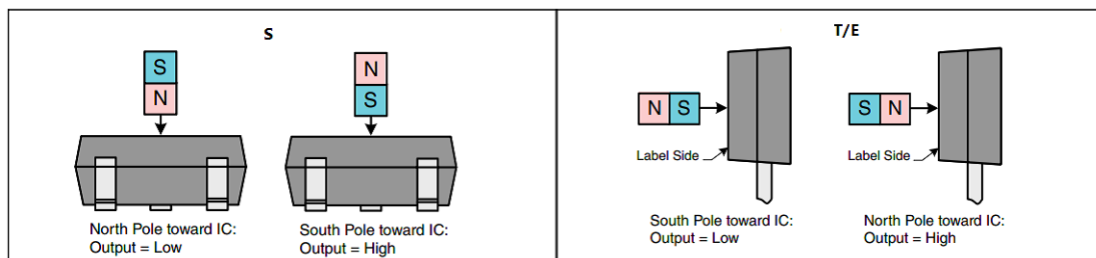 S
S
N
N
S
North Pole toward IC:
Output = Low
South Pole toward IC:
Output = High
T/E
N S
Label Side
S N
Label Side
South Pole toward IC:
Output = Low
North Pole toward IC:
Output = High